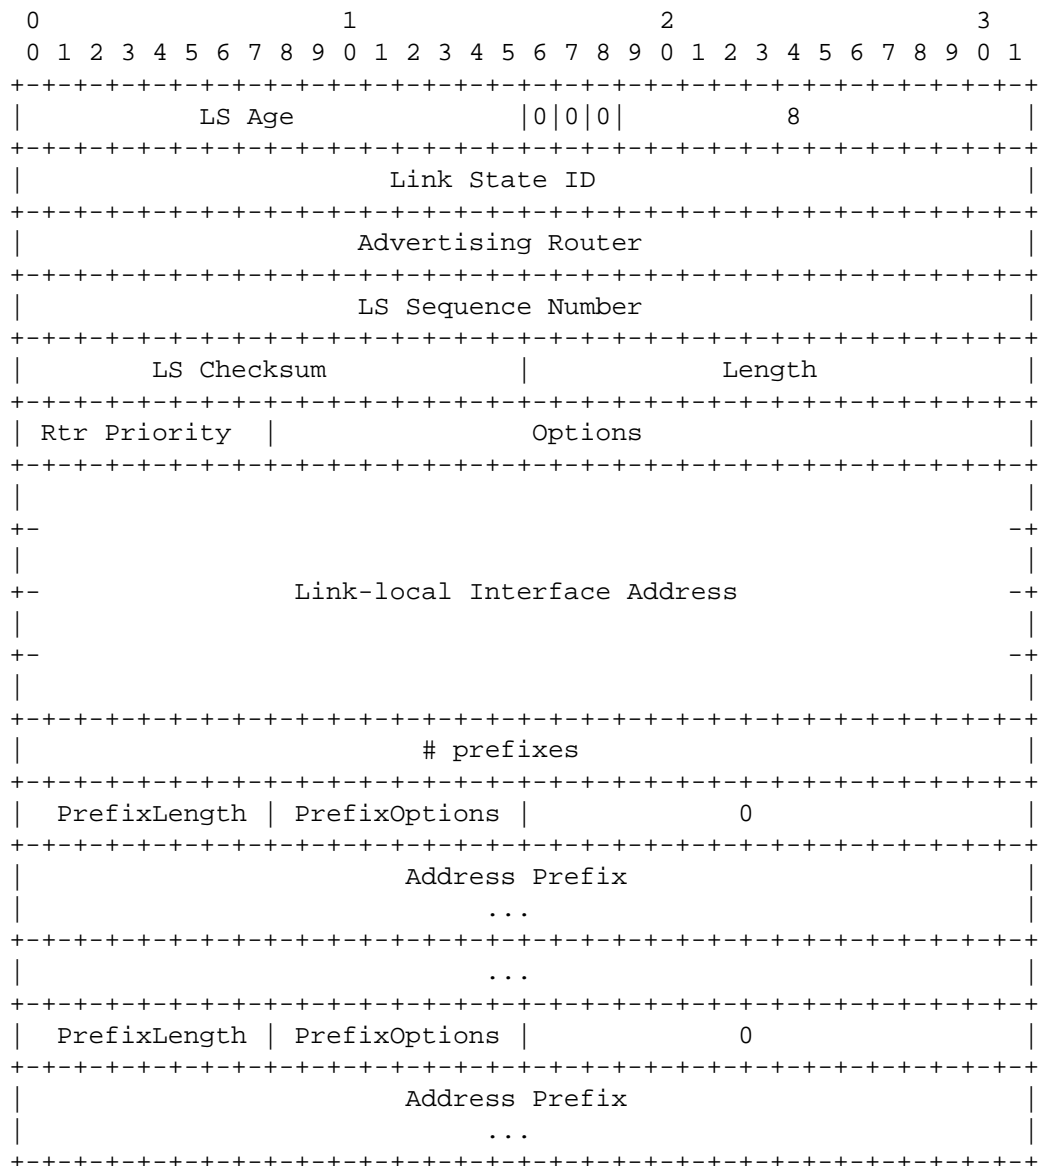 0                   1                   2                   3
 0 1 2 3 4 5 6 7 8 9 0 1 2 3 4 5 6 7 8 9 0 1 2 3 4 5 6 7 8 9 0 1
+-+-+-+-+-+-+-+-+-+-+-+-+-+-+-+-+-+-+-+-+-+-+-+-+-+-+-+-+-+-+-+-+
|           LS Age              |0|0|0|          8              |
+-+-+-+-+-+-+-+-+-+-+-+-+-+-+-+-+-+-+-+-+-+-+-+-+-+-+-+-+-+-+-+-+
|                       Link State ID                           |
+-+-+-+-+-+-+-+-+-+-+-+-+-+-+-+-+-+-+-+-+-+-+-+-+-+-+-+-+-+-+-+-+
|                     Advertising Router                        |
+-+-+-+-+-+-+-+-+-+-+-+-+-+-+-+-+-+-+-+-+-+-+-+-+-+-+-+-+-+-+-+-+
|                     LS Sequence Number                        |
+-+-+-+-+-+-+-+-+-+-+-+-+-+-+-+-+-+-+-+-+-+-+-+-+-+-+-+-+-+-+-+-+
|        LS Checksum            |            Length             |
+-+-+-+-+-+-+-+-+-+-+-+-+-+-+-+-+-+-+-+-+-+-+-+-+-+-+-+-+-+-+-+-+
| Rtr Priority  |                Options                        |
+-+-+-+-+-+-+-+-+-+-+-+-+-+-+-+-+-+-+-+-+-+-+-+-+-+-+-+-+-+-+-+-+
|                                                               |
+-                                                             -+
|                                                               |
+-                Link-local Interface Address                 -+
|                                                               |
+-                                                             -+
|                                                               |
+-+-+-+-+-+-+-+-+-+-+-+-+-+-+-+-+-+-+-+-+-+-+-+-+-+-+-+-+-+-+-+-+
|                         # prefixes                            |
+-+-+-+-+-+-+-+-+-+-+-+-+-+-+-+-+-+-+-+-+-+-+-+-+-+-+-+-+-+-+-+-+
|  PrefixLength | PrefixOptions |             0                 |
+-+-+-+-+-+-+-+-+-+-+-+-+-+-+-+-+-+-+-+-+-+-+-+-+-+-+-+-+-+-+-+-+
|                        Address Prefix                         |
|                             ...                               |
+-+-+-+-+-+-+-+-+-+-+-+-+-+-+-+-+-+-+-+-+-+-+-+-+-+-+-+-+-+-+-+-+
|                             ...                               |
+-+-+-+-+-+-+-+-+-+-+-+-+-+-+-+-+-+-+-+-+-+-+-+-+-+-+-+-+-+-+-+-+
|  PrefixLength | PrefixOptions |             0                 |
+-+-+-+-+-+-+-+-+-+-+-+-+-+-+-+-+-+-+-+-+-+-+-+-+-+-+-+-+-+-+-+-+
|                        Address Prefix                         |
|                             ...                               |
+-+-+-+-+-+-+-+-+-+-+-+-+-+-+-+-+-+-+-+-+-+-+-+-+-+-+-+-+-+-+-+-+